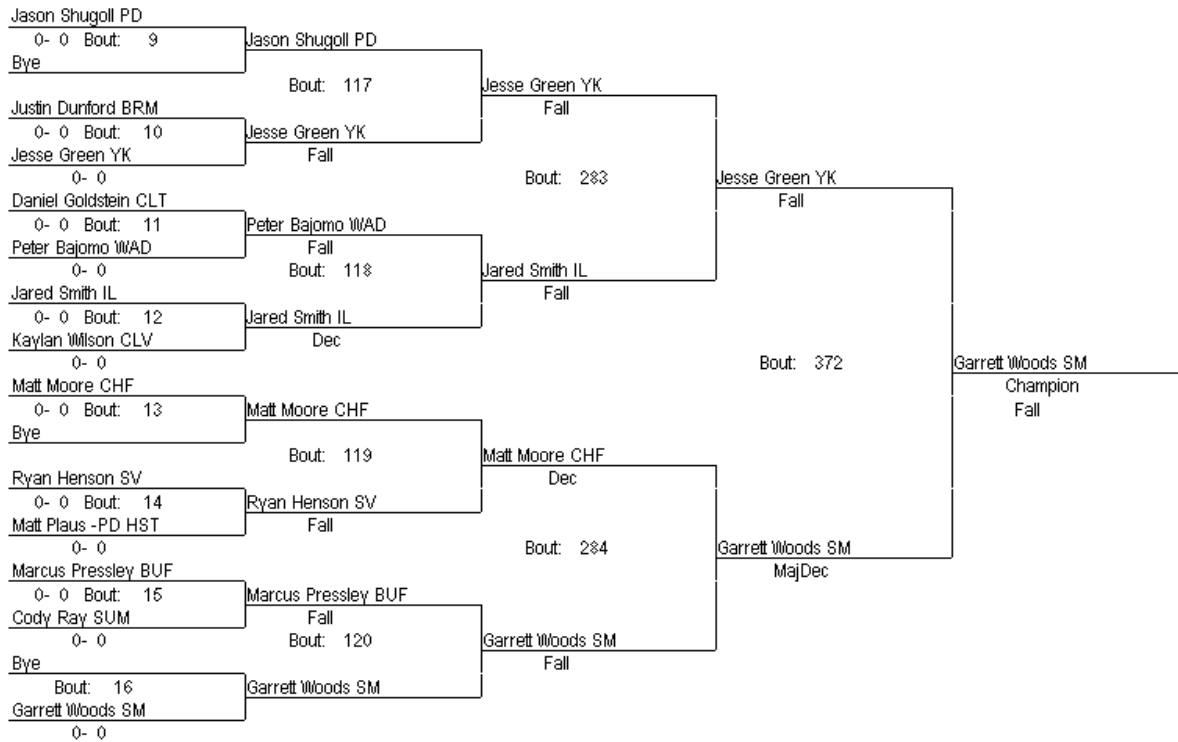 Jason Shugoll PD
0- 0 Bout: 9
Bye
Jason Shugoll PD
Bout: 117
Justin Dunford BRM
0- 0 Bout: 10
Jesse Green YK
0- 0
Jesse Green YK
Fall
Jesse Green YK
Fall
Bout: 283
Daniel Goldstein CLT
0- 0 Bout: 11
Peter Bajomo WAD
0- 0
Peter Bajomo WAD
Fall
Bout: 118
Jared Smith IL
0- 0 Bout: 12
Kaylan Wilson CLV
0- 0
Jared Smith IL
Dec
Jared Smith IL
Fall
Jesse Green YK
Fall
Bout: 372
Matt Moore CHF
0- 0 Bout: 13
Bye
Matt Moore CHF
Bout: 119
Ryan Henson SV
0- 0 Bout: 14
Matt Plaus -PD HST
0- 0
Ryan Henson SV
Fall
Matt Moore CHF
Dec
Bout: 284
Marcus Pressley BUF
0- 0 Bout: 15
Cody Ray SUM
0- 0
Marcus Pressley BUF
Fall
Bout: 120
Bye
Bout: 16
Garrett Woods SM
0- 0
Garrett Woods SM
Garrett Woods SM
Fall
Garrett Woods SM
MajDec
Garrett Woods SM
Champion
Fall